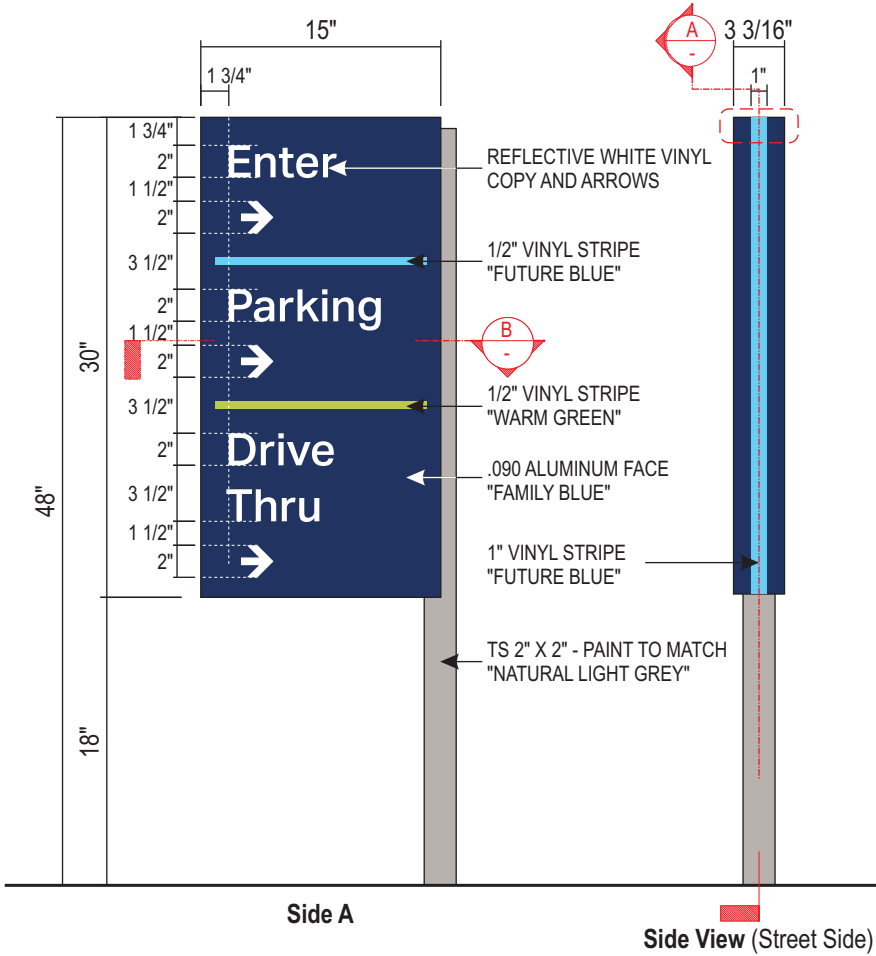 15"
A
-
3 3/16"
1 3/4"
1"
1 3/4"
2"
1 1/2"
2"
3 1/2"
2"
1 1/2"
2"
3 1/2"
2"
3 1/2"
1 1/2"
2"
30"
48"
18"
Enter
Parking
Drive
Thru
REFLECTIVE WHITE VINYL
COPY AND ARROWS
1/2" VINYL STRIPE
"FUTURE BLUE"
B
-
1/2" VINYL STRIPE
"WARM GREEN"
.090 ALUMINUM FACE
"FAMILY BLUE"
1" VINYL STRIPE
"FUTURE BLUE"
TS 2" X 2" - PAINT TO MATCH
"NATURAL LIGHT GREY"
Side A
Side View (Street Side)